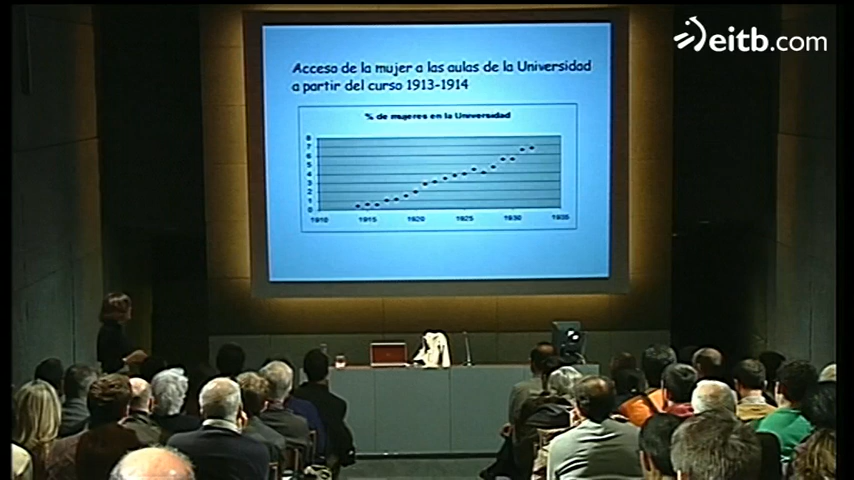 eitb.com
Acceso de la mujer a las aulas de la Universidad
a partir del curso 1913-1914
% de mujeres en la Universidad
8
7
6
5
4
3
2
1
0
1910 1915 1920 1925 1930 1935